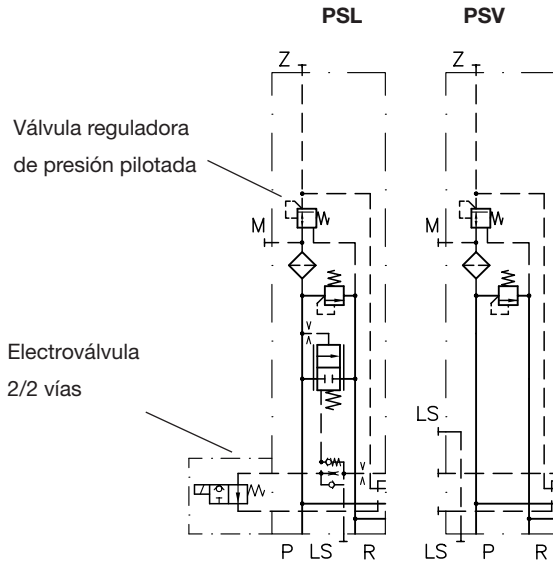 PSL
PSV
Z
Z
Válvula reguladora
de presión pilotada
M
M
Electroválvula
2/2 vías
LS
P LS R
LS P R